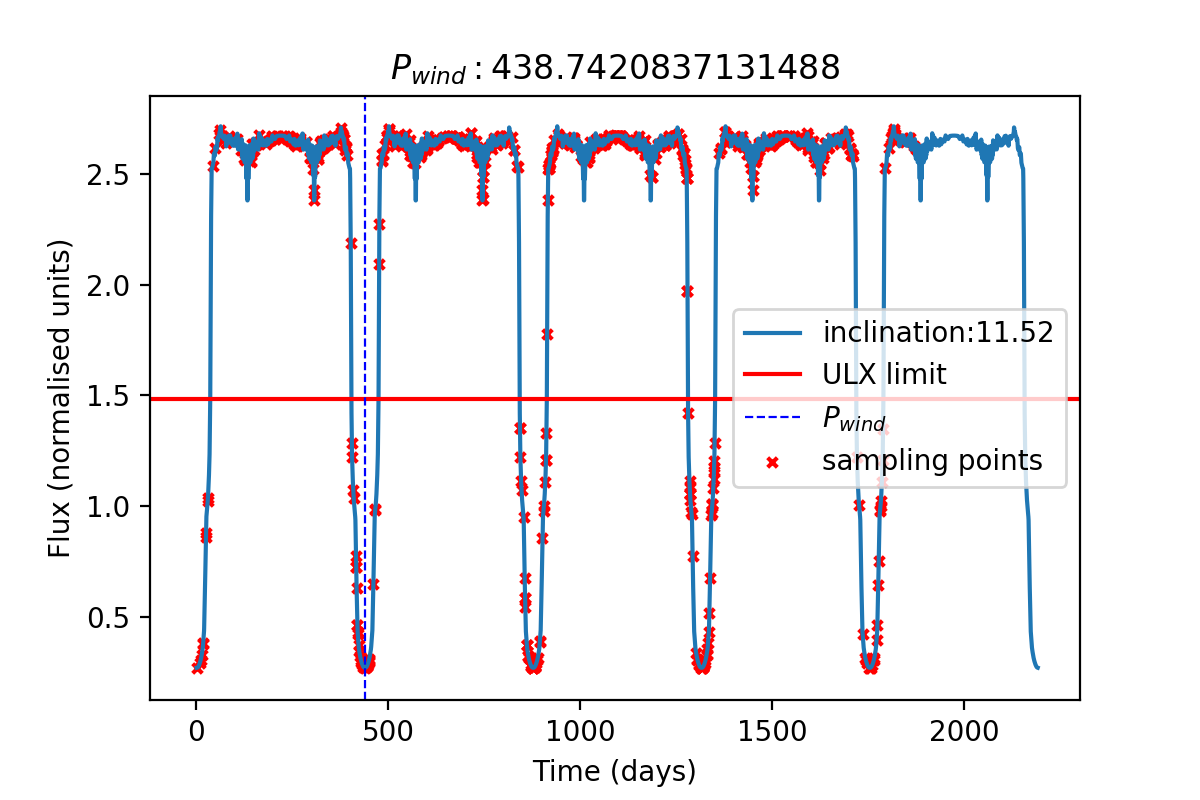 P_wind : 438.7420837131488
Flux (normalised units)
2.5
2.0
1.5
1.0
0.5
inclination:11.52
ULX limit
P_wind
sampling points
0
500
1000
1500
2000
Time (days)